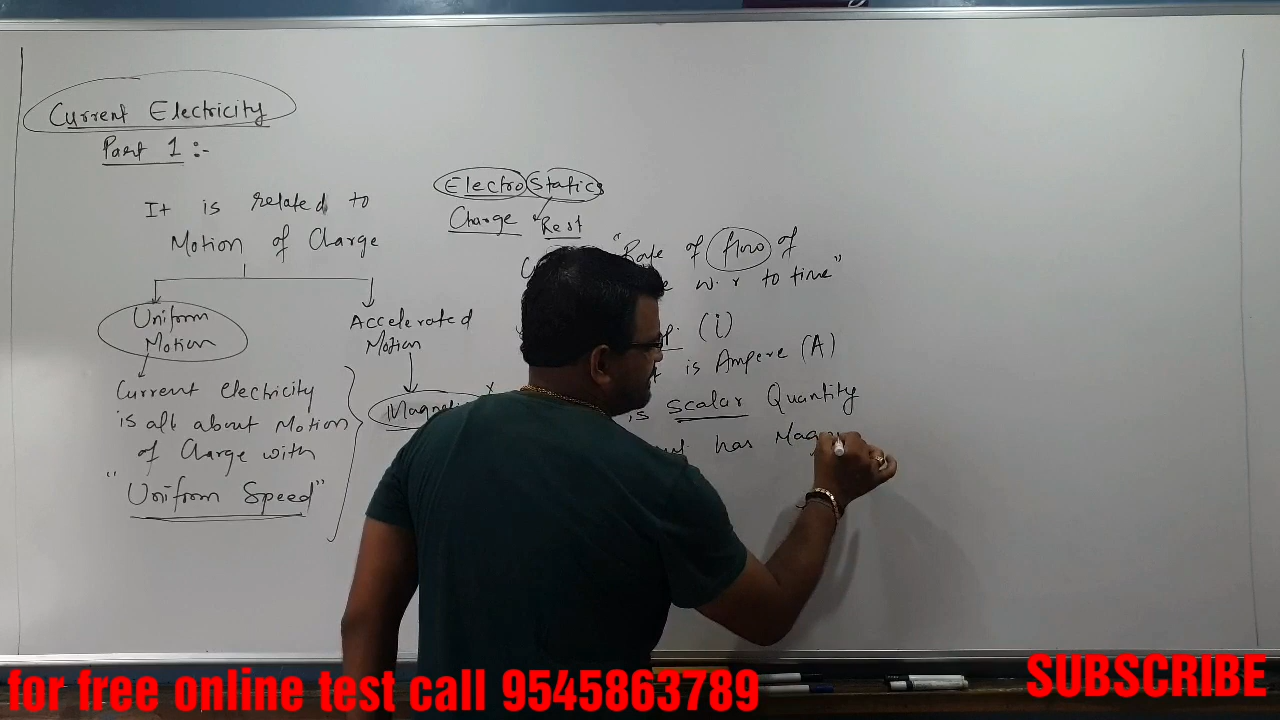 Current Electricity
Part 1 :-
It is related to
Motion of Charge
Uniform
Motion
Accelerated
Motion
Current electricity
is all about Motion
of Charge with
"Uniform Speed"
Electro Statics
Charge Rest
"Rate of flow of
w.r to time"
(i)
is Ampere (A)
is scalar Quantity
has
for free online test call 9545863789
SUBSCRIBE